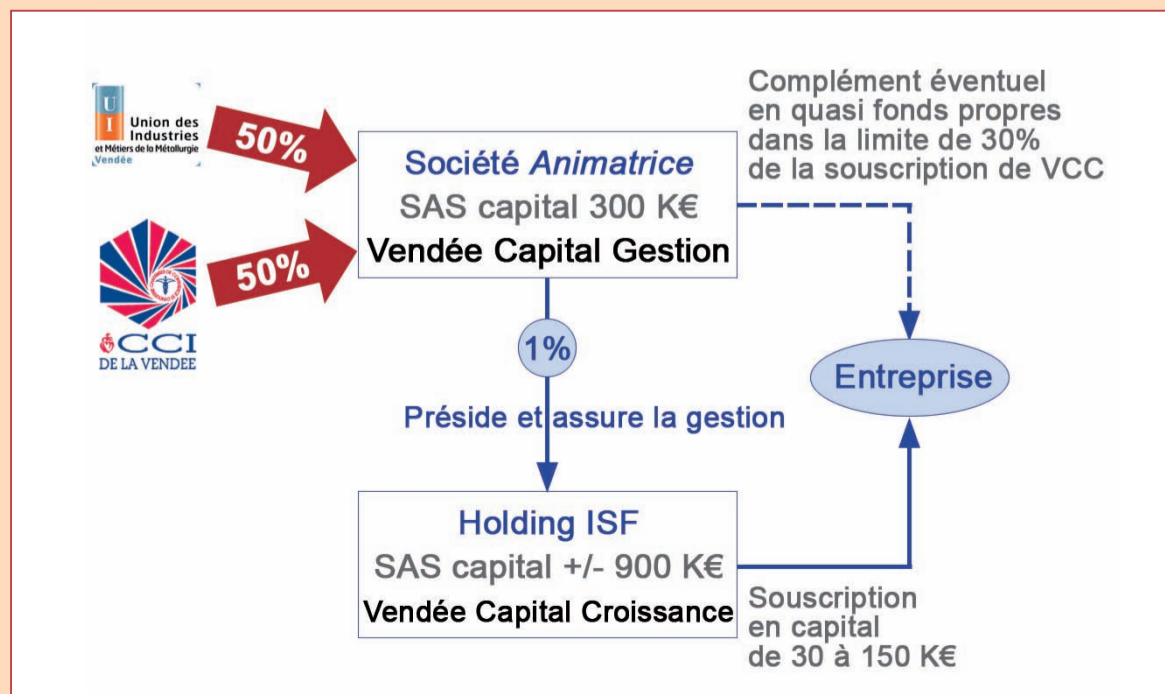 UI
Union des
Industries
et Métiers de la Métallurgie
Vendée
50%
50%
CCI
DE LA VENDEE
Société Animatrice
SAS capital 300 K€
Vendée Capital Gestion
Complément éventuel
en quasi fonds propres
dans la limite de 30%
de la souscription de VCC
1%
Préside et assure la gestion
Entreprise
Holding ISF
SAS capital +/- 900 K€
Vendée Capital Croissance
Souscription
en capital
de 30 à 150 K€